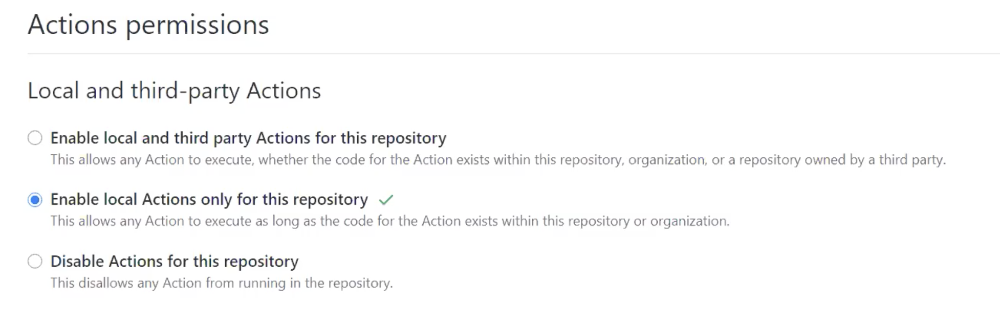 Actions permissions
Local and third-party Actions
Enable local and third party Actions for this repository
This allows any Action to execute, whether the code for the Action exists within this repository, organization, or a repository owned by a third party.
Enable local Actions only for this repository
This allows any Action to execute as long as the code for the Action exists within this repository or organization.
Disable Actions for this repository
This disallows any Action from running in the repository.